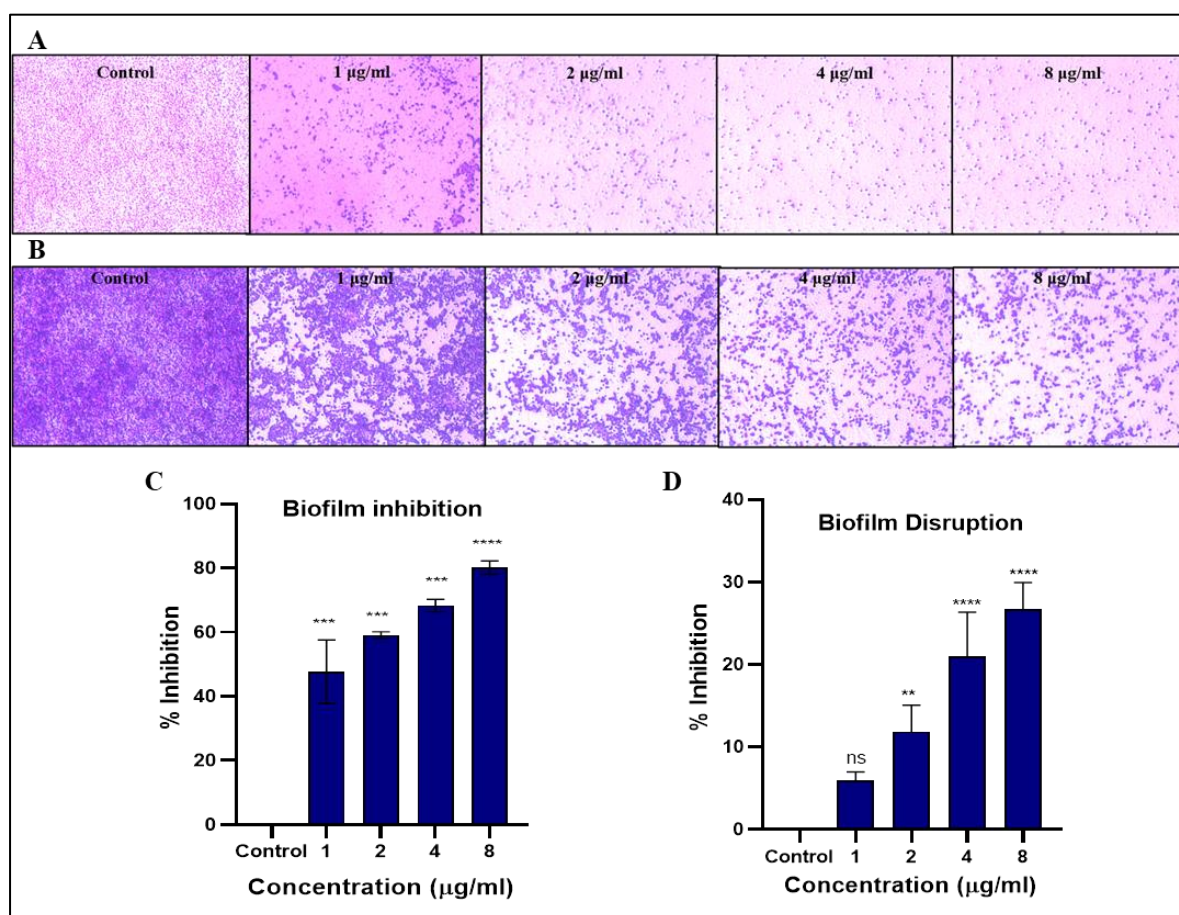 A
Control 1 μg/ml 2 μg/ml 4 μg/ml 8 μg/ml
B
Control 1 μg/ml 2 μg/ml 4 μg/ml 8 μg/ml
C
Biofilm inhibition
% Inhibition
100
80
60
40
20
0
***
***
***
****
Control 1 2 4 8
Concentration (μg/ml)
D
Biofilm Disruption
% Inhibition
40
30
20
10
0
ns
**
****
****
Control 1 2 4 8
Concentration (μg/ml)